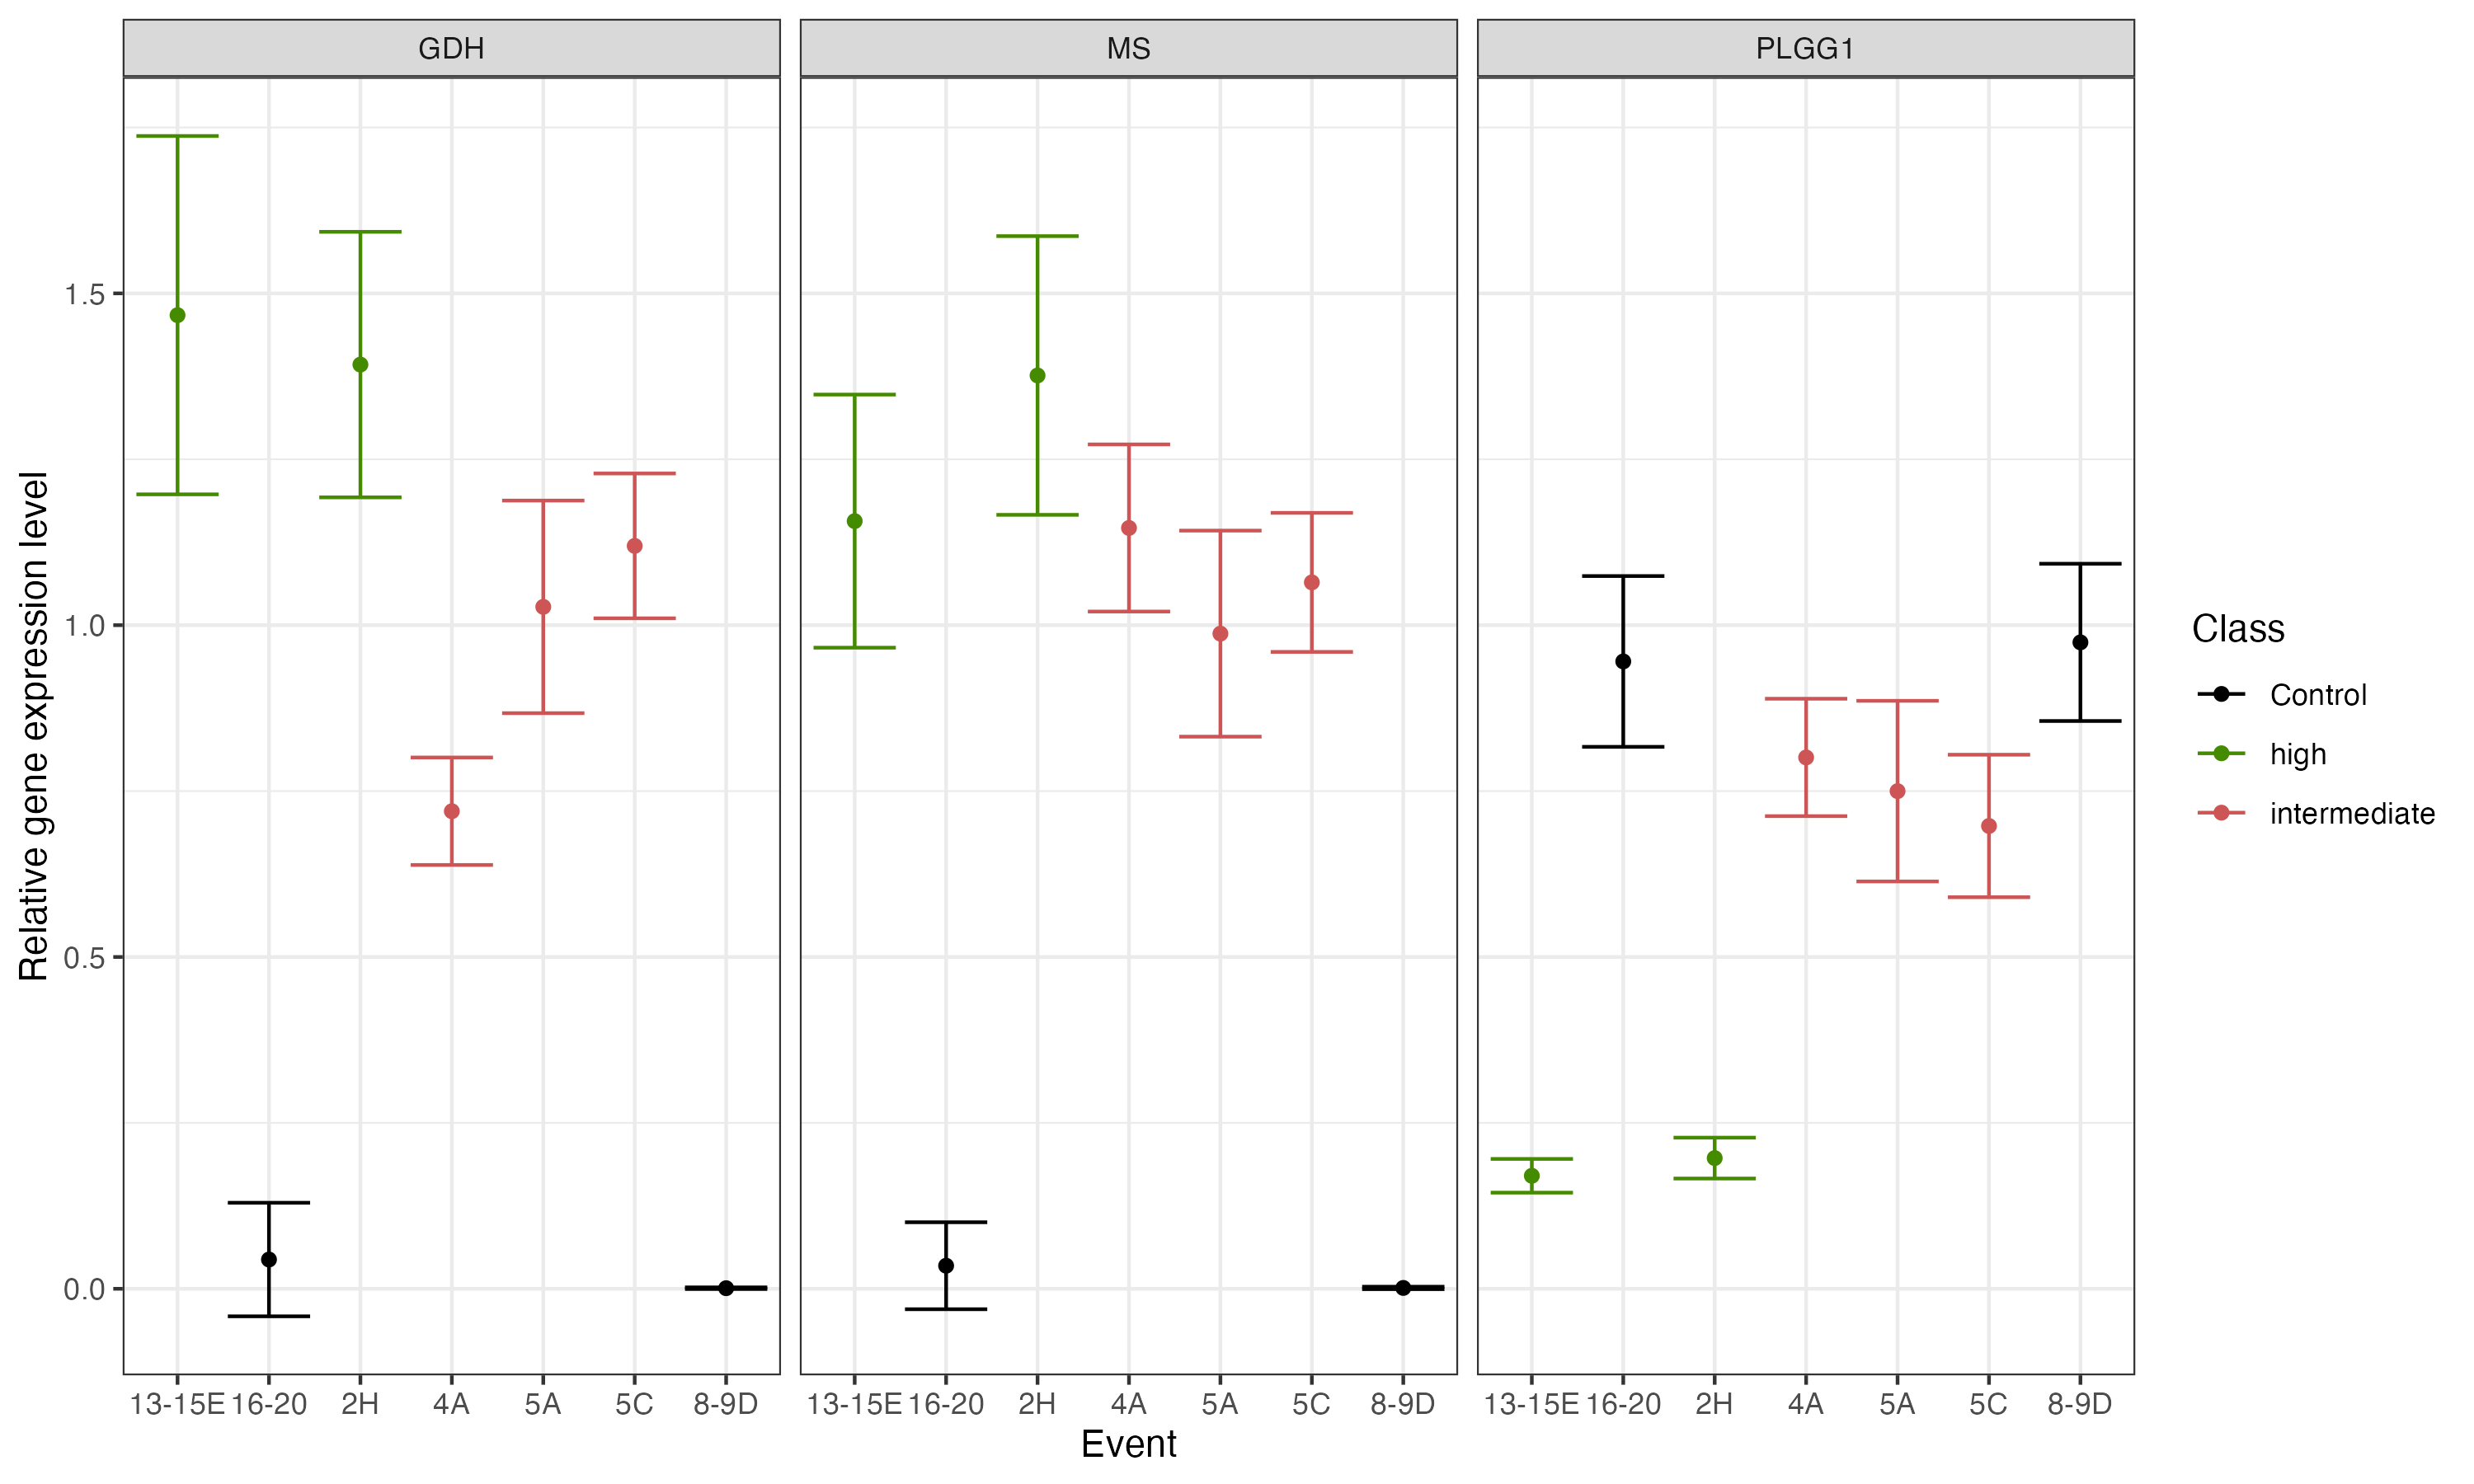 GDH MS PLGG1
Relative gene expression level
1.5
1.0
0.5
0.0
13-15E 16-20 2H 4A 5A 5C 8-9D 13-15E 16-20 2H 4A 5A 5C 8-9D 13-15E 16-20 2H 4A 5A 5C 8-9D
Event
Class
Control
high
intermediate